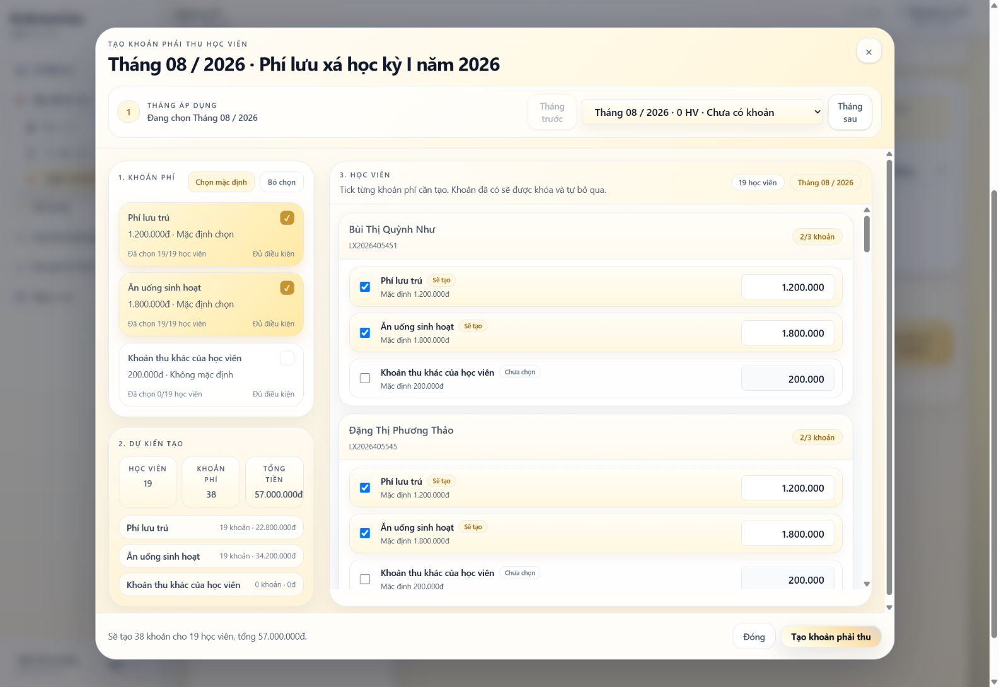 TẠO KHOẢN PHẢI THU HỌC VIÊN
Tháng 08 / 2026 · Phí lưu xá học kỳ I năm 2026
×
1
THÁNG ÁP DỤNG
Đang chọn Tháng 08 / 2026
Tháng trước
Tháng 08 / 2026 · 0 HV · Chưa có khoản
Tháng sau
1. KHOẢN PHÍ
Chọn mặc định
Bỏ chọn
Phí lưu trú
1.200.000đ · Mặc định chọn
Đã chọn 19/19 học viên
Đủ điều kiện
Ăn uống sinh hoạt
1.800.000đ · Mặc định chọn
Đã chọn 19/19 học viên
Đủ điều kiện
Khoản thu khác của học viên
200.000đ · Không mặc định
Đã chọn 0/19 học viên
Đủ điều kiện
2. DỰ KIẾN TẠO
HỌC VIÊN
19
KHOẢN PHÍ
38
TỔNG TIỀN
57.000.000đ
Phí lưu trú
19 khoản · 22.800.000đ
Ăn uống sinh hoạt
19 khoản · 34.200.000đ
Khoản thu khác của học viên
0 khoản · 0đ
3. HỌC VIÊN
Tick từng khoản phí cần tạo. Khoản đã có sẽ được khóa và tự bỏ qua.
19 học viên
Tháng 08 / 2026
Bùi Thị Quỳnh Như
LX2026405451
2/3 khoản
Phí lưu trú
Sẽ tạo
Mặc định 1.200.000đ
1.200.000
Ăn uống sinh hoạt
Sẽ tạo
Mặc định 1.800.000đ
1.800.000
Khoản thu khác của học viên
Chưa chọn
Mặc định 200.000đ
200.000
Đặng Thị Phương Thảo
LX2026405545
2/3 khoản
Phí lưu trú
Sẽ tạo
Mặc định 1.200.000đ
1.200.000
Ăn uống sinh hoạt
Sẽ tạo
Mặc định 1.800.000đ
1.800.000
Khoản thu khác của học viên
Chưa chọn
Mặc định 200.000đ
200.000
Sẽ tạo 38 khoản cho 19 học viên, tổng 57.000.000đ.
Đóng
Tạo khoản phải thu